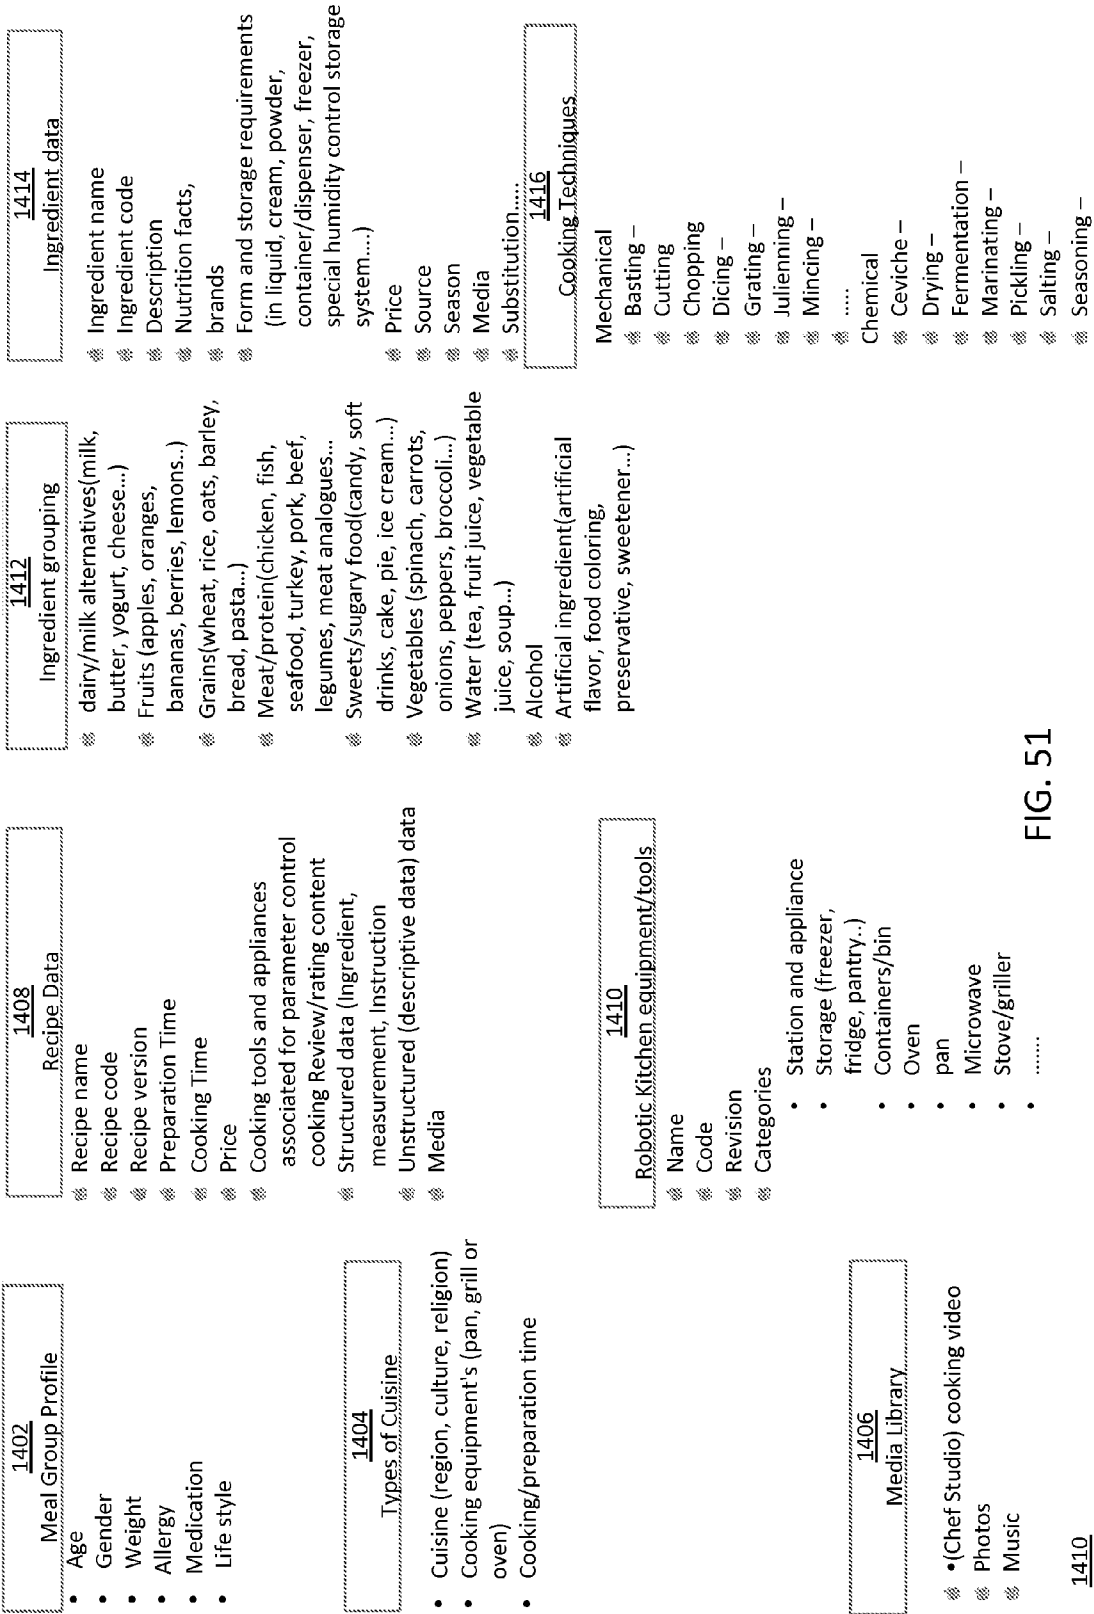 1402
Meal Group Profile
• Age
• Gender
• Weight
• Allergy
• Medication
• Life style
1404
Types of Cuisine
• Cuisine (region, culture, religion)
• Cooking equipment's (pan, grill or
oven)
• Cooking/preparation time
1406
Media Library
•(Chef Studio) cooking video
Photos
Music
1410
1408
Recipe Data
Recipe name
Recipe code
Recipe version
Preparation Time
Cooking Time
Price
Cooking tools and appliances
associated for parameter control
cooking Review/rating content
Structured data (Ingredient,
measurement, Instruction
Unstructured (descriptive data) data
Media
1410
Robotic Kitchen equipment/tools
Name
Code
Revision
Categories
• Station and appliance
• Storage (freezer,
fridge, pantry..)
• Containers/bin
• Oven
• pan
• Microwave
• Stove/griller
• .......
1412
Ingredient grouping
dairy/milk alternatives(milk,
butter, yogurt, cheese...)
Fruits (apples, oranges,
bananas, berries, lemons..)
Grains(wheat, rice, oats, barley,
bread, pasta...)
Meat/protein(chicken, fish,
seafood, turkey, pork, beef,
legumes, meat analogues...
Sweets/sugary food(candy, soft
drinks, cake, pie, ice cream...)
Vegetables (spinach, carrots,
onions, peppers, broccoli...)
Water (tea, fruit juice, vegetable
juice, soup...)
Alcohol
Artificial ingredient(artificial
flavor, food coloring,
preservative, sweetener...)
1414
Ingredient data
Ingredient name
Ingredient code
Description
Nutrition facts,
brands
Form and storage requirements
(in liquid, cream, powder,
container/dispenser, freezer,
special humidity control storage
system....)
Price
Source
Season
Media
Substitution......
1416
Cooking Techniques
Mechanical
Basting –
Cutting
Chopping
Dicing –
Grating –
Julienning –
Mincing –
.....
Chemical
Ceviche –
Drying –
Fermentation –
Marinating –
Pickling –
Salting –
Seasoning –
FIG. 51